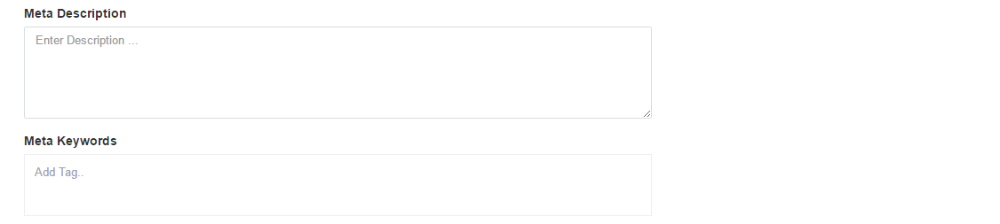 Meta Description
Enter Description ...
Meta Keywords
Add Tag..